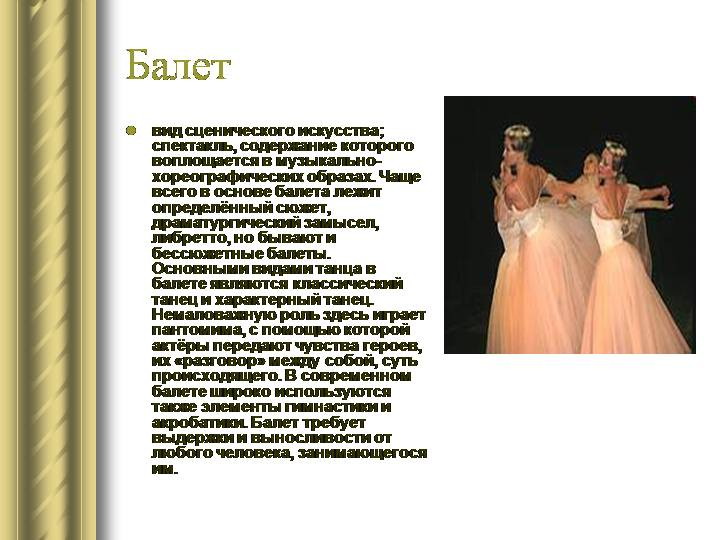 Балет
вид сценического искусства;
спектакль, содержание которого
воплощается в музыкально-
хореографических образах. Чаще
всего в основе балета лежит
определённый сюжет,
драматургический замысел,
либретто, но бывают и
бессюжетные балеты.
Основными видами танца в
балете являются классический
танец и характерный танец.
Немаловажную роль здесь играет
пантомима, с помощью которой
актёры передают чувства героев,
их «разговор» между собой, суть
происходящего. В современном
балете широко используются
также элементы гимнастики и
акробатики. Балет требует
выдержки и выносливости от
любого человека, занимающегося
им.